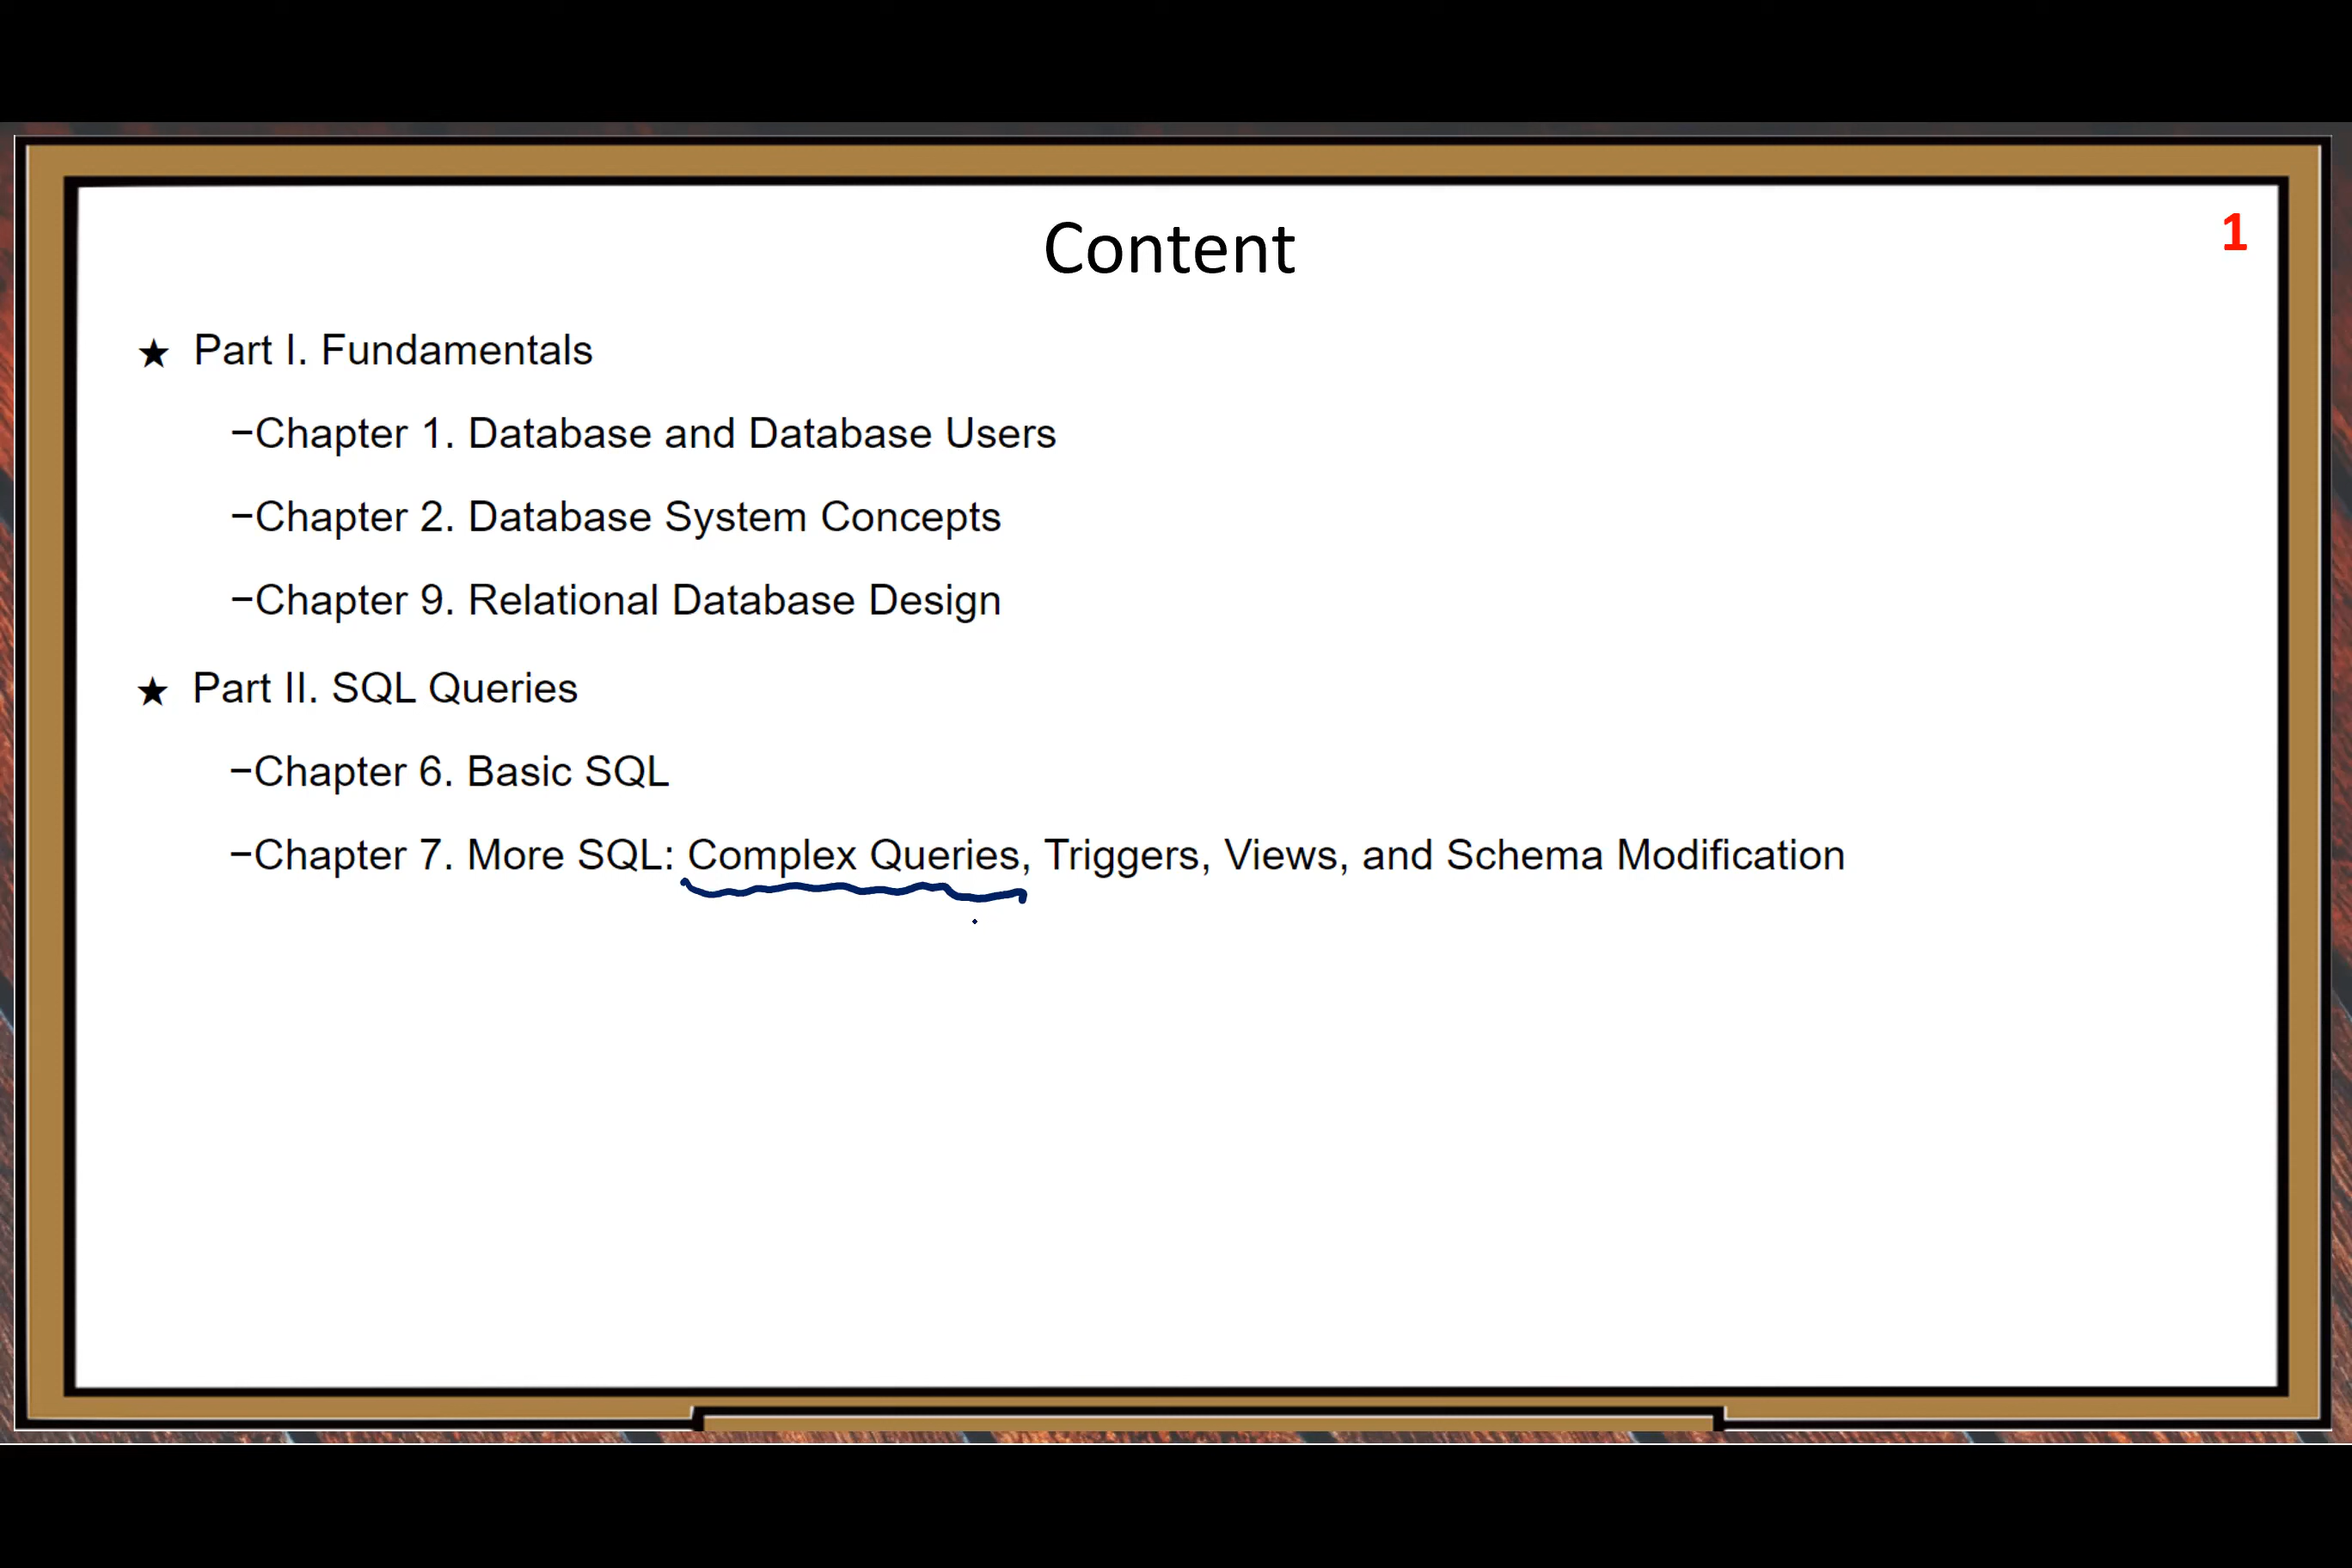 Content
1
★ Part I. Fundamentals
−Chapter 1. Database and Database Users
−Chapter 2. Database System Concepts
−Chapter 9. Relational Database Design
★ Part II. SQL Queries
−Chapter 6. Basic SQL
−Chapter 7. More SQL: Complex Queries, Triggers, Views, and Schema Modification